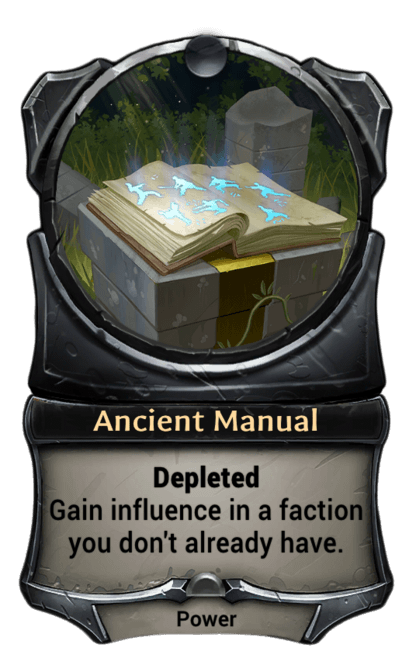 Ancient Manual
Depleted
Gain influence in a faction
you don't already have.
Power